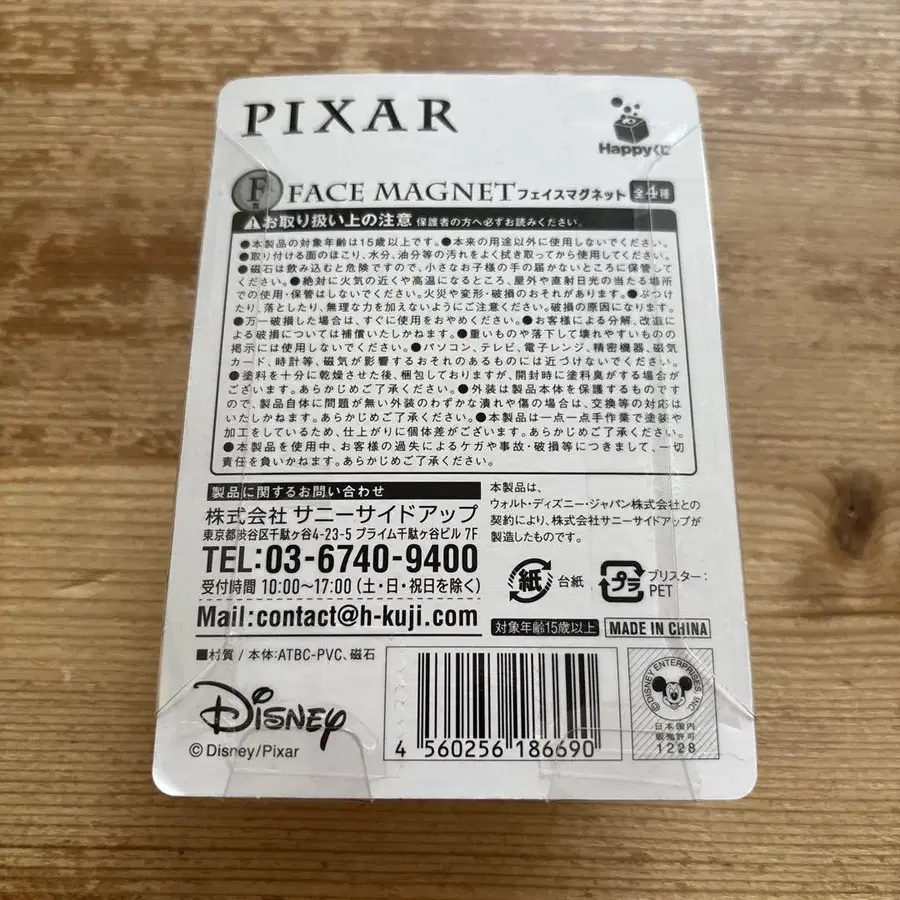 PIXAR
Happyくじ
F賞 FACE MAGNET フェイスマグネット 全4種
お取り扱い上の注意 保護者の方へ必ずお読みください。
●本製品の対象年齢は15歳以上です。●本来の用途以外に使用しないでください。
●取り付ける面のほこり、水分、油分等の汚れをよく拭き取ってから使用してください。
●磁石は飲み込むと危険ですので、小さなお子様の手の届かないところに保管して
ください。●絶対に火気の近くや高温になるところ、屋外や直射日光の当たる場所
での使用・保管はしないでください。火災や変形・破損のおそれがあります。●ぶつけ
たり、落としたり、無理な力を加えないようにご注意ください。破損の原因になります。
●万一破損した場合は、すぐに使用をおやめください。●お客様による分解、改造に
よる破損については補償いたしかねます。●重いものや落下して壊れやすいものの
掲示には使用しないでください。●パソコン、テレビ、電子レンジ、精密機器、磁気
カード、時計等、磁気が影響するおそれのあるものには近づけないでください。
●塗料を十分に乾燥させた後、梱包しておりますが、開封時に塗料臭がする場合が
ございます。あらかじめご了承ください。●外装は製品本体を保護するものです
ので、製品自体に問題が無い外装のわずかな潰れや傷の場合は、交換等の対応は
いたしかねます。あらかじめご了承ください。●本製品は一点一点手作業で塗装や
加工をしているため、仕上がりに個体差がございます。あらかじめご了承ください。
●本製品を使用中、お客様の過失によるケガや事故・破損等につきまして、一切
責任を負いかねます。あらかじめご了承ください。
製品に関するお問い合わせ
株式会社 サニーサイドアップ
東京都渋谷区千駄ヶ谷4-23-5 プライム千駄ヶ谷ビル 7F
TEL:03-6740-9400
受付時間 10:00〜17:00 (土・日・祝日を除く)
Mail:contact@h-kuji.com
本製品は、
ウォルト・ディズニー・ジャパン株式会社との
契約により、株式会社サニーサイドアップが
製造したものです。
紙 台紙
プラ ブリスター:
PET
対象年齢15歳以上 MADE IN CHINA
■材質 / 本体:ATBC-PVC、磁石
Disney
© Disney/Pixar
4 560256 186690
©DISNEY ENTERPRISES, INC.
日本国内
販売許可
1228